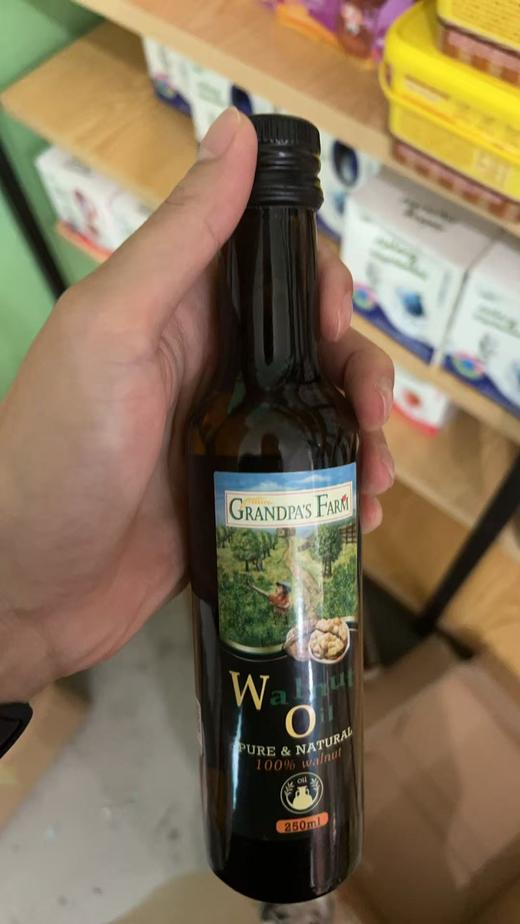 GRANDPA'S FARM
Walnut
Oil
PURE & NATURAL
100% walnut
OIL
250ml